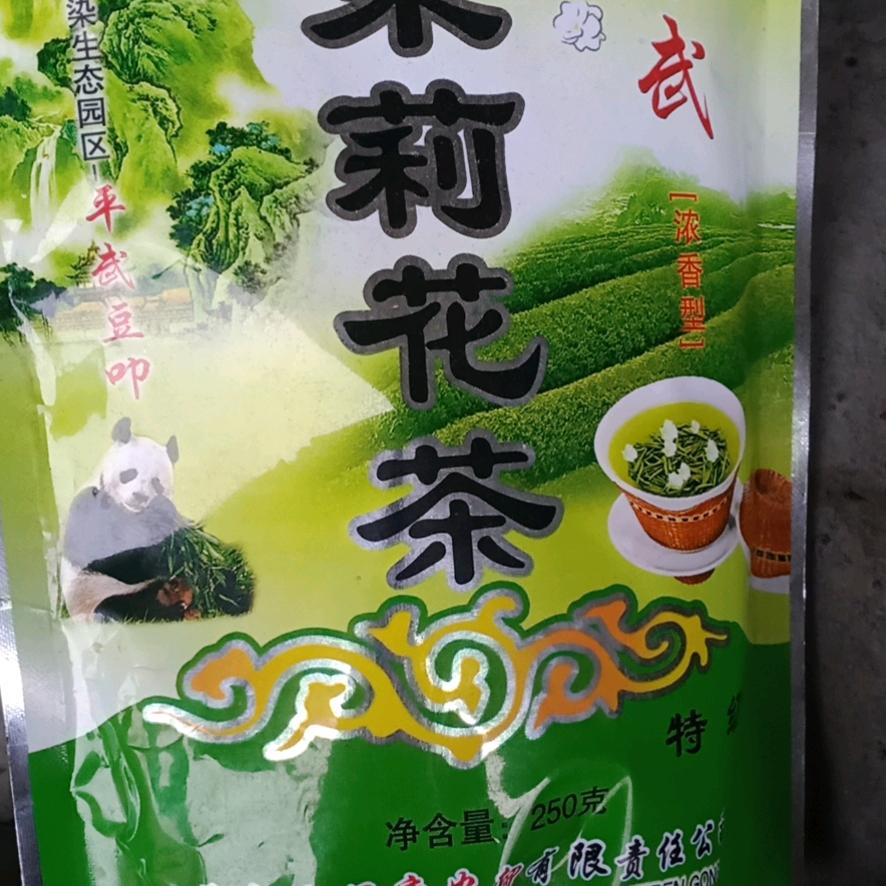 茉莉花茶
武
[浓香型]
染生态园区-平武豆叩
特级
净含量：250克
有限责任公